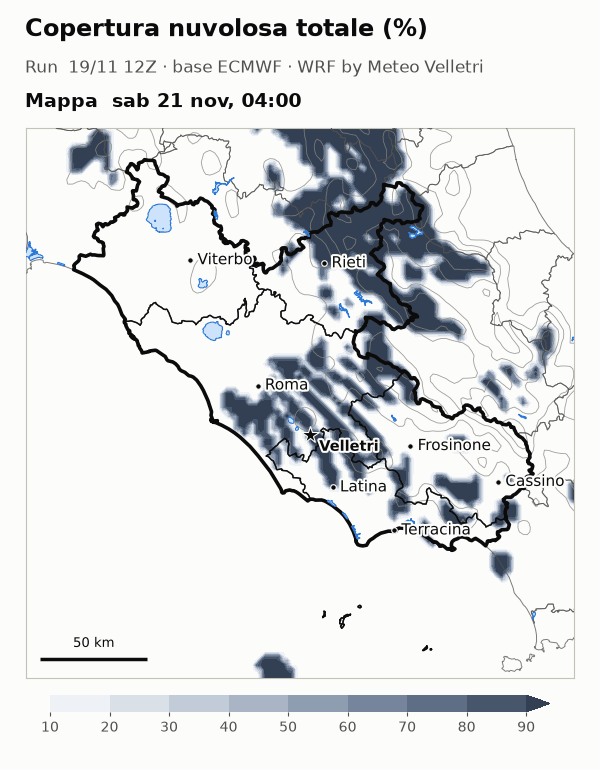 Copertura nuvolosa totale (%)
Run  19/11 12Z · base ECMWF · WRF by Meteo Velletri
Mappa  sab 21 nov, 04:00
Viterbo
Rieti
Roma
Velletri
Frosinone
Latina
Cassino
Terracina
50 km
10 20 30 40 50 60 70 80 90